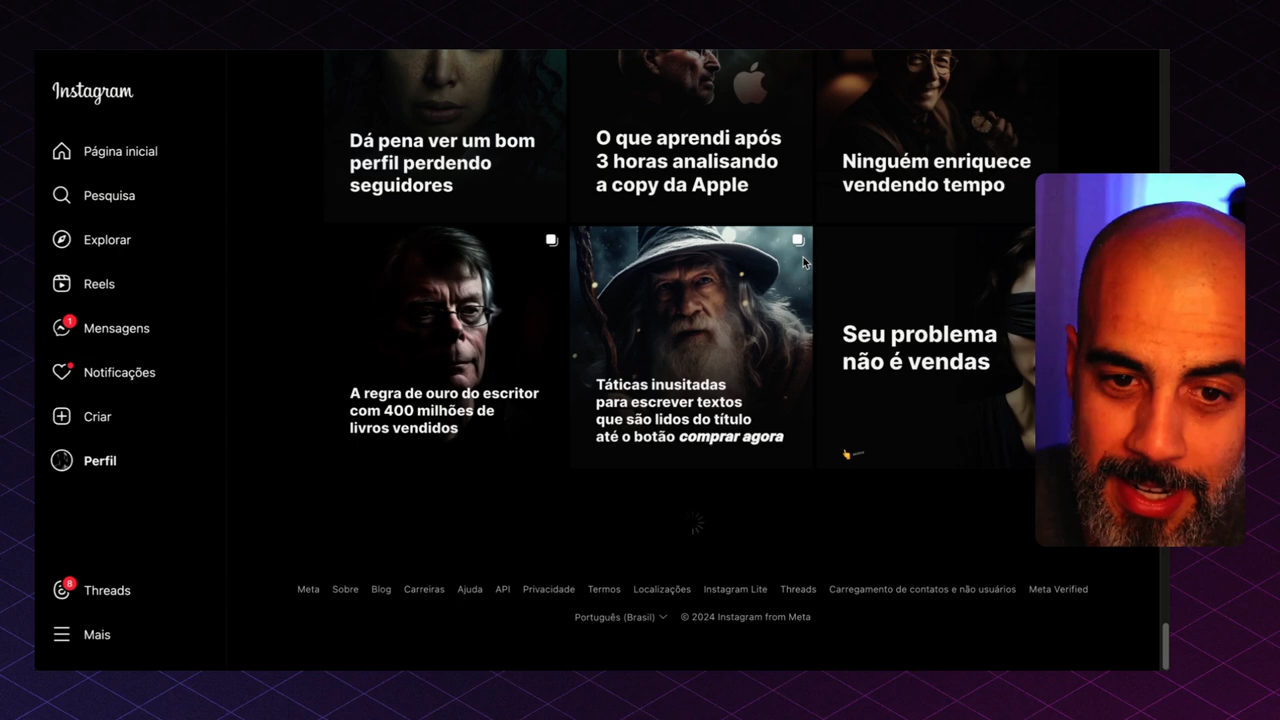 Instagram
Página inicial
Pesquisa
Explorar
Reels
1
Mensagens
Notificações
Criar
Perfil
8
Threads
Mais
Dá pena ver um bom
perfil perdendo
seguidores
O que aprendi após
3 horas analisando
a copy da Apple
Ninguém enriquece
vendendo tempo
A regra de ouro do escritor
com 400 milhões de
livros vendidos
Táticas inusitadas
para escrever textos
que são lidos do título
até o botão comprar agora
Seu problema
não é vendas
Meta Sobre Blog Carreiras Ajuda API Privacidade Termos Localizações Instagram Lite Threads Carregamento de contatos e não usuários Meta Verified
Português (Brasil) © 2024 Instagram from Meta